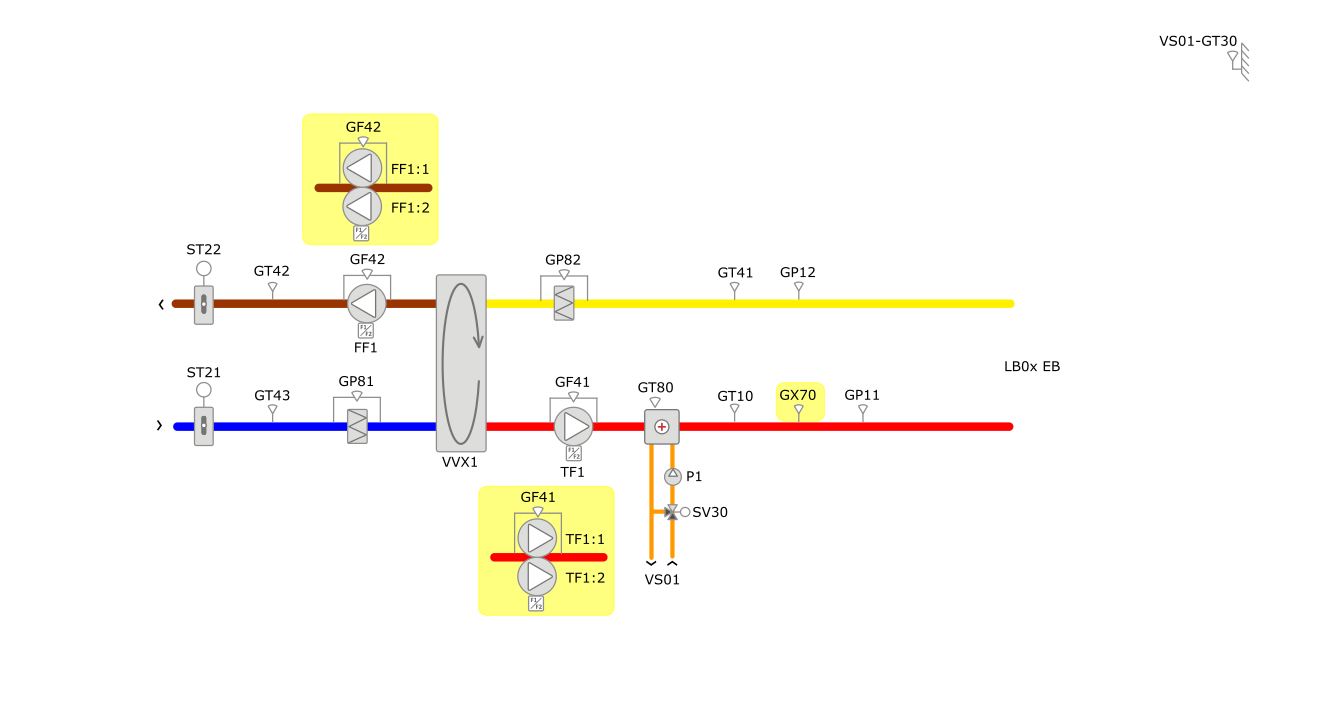 VS01-GT30
GF42
FF1:1
FF1:2
F1/F2
ST22
GT42
GF42
GP82
GT41
GP12
F1/F2
FF1
LB0x EB
ST21
GT43
GP81
GF41
GT80
GT10
GX70
GP11
F1/F2
VVX1
TF1
P1
GF41
SV30
TF1:1
TF1:2
VS01
F1/F2